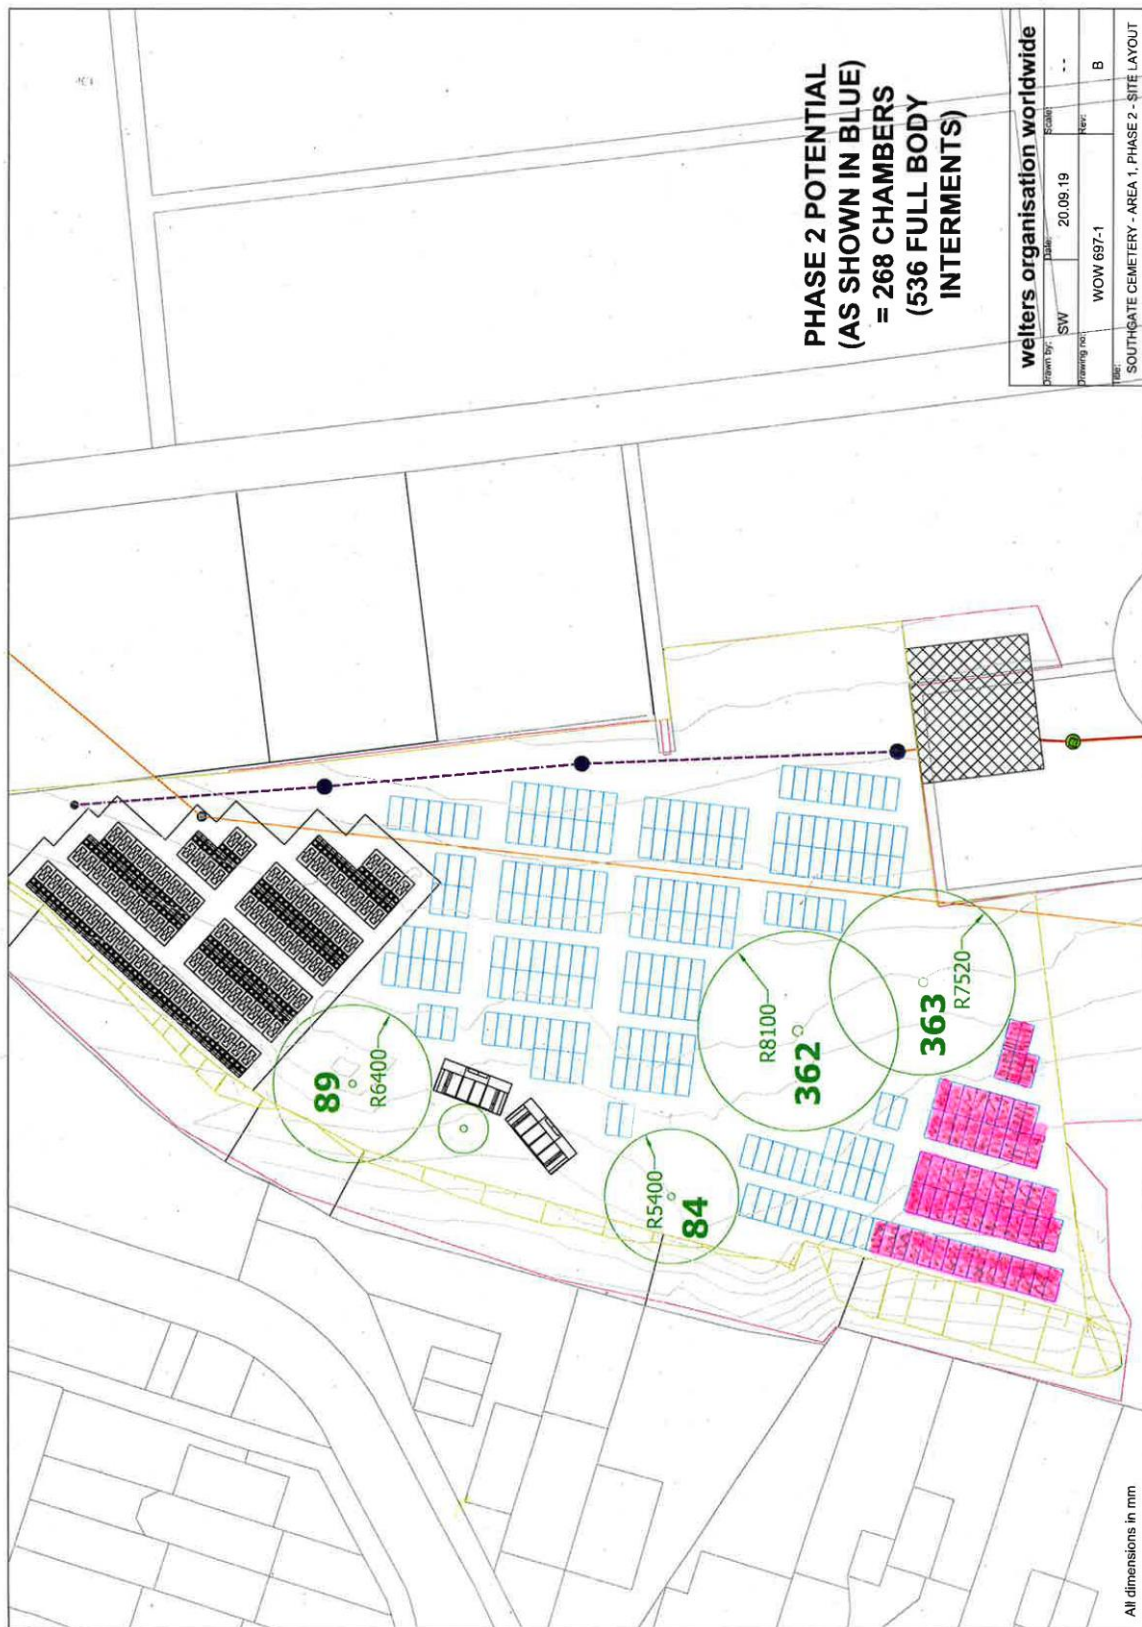 PHASE 2 POTENTIAL
(AS SHOWN IN BLUE)
= 268 CHAMBERS
(536 FULL BODY
INTERMENTS)
89
R6400
R5400
84
R8100
362
363
R7520
welters organisation worldwide
Drawn by: SW
Date: 20.09.19
Scale: --
Drawing no: WOW 697-1
Rev: B
Title: SOUTHGATE CEMETERY - AREA 1, PHASE 2 - SITE LAYOUT
All dimensions in mm